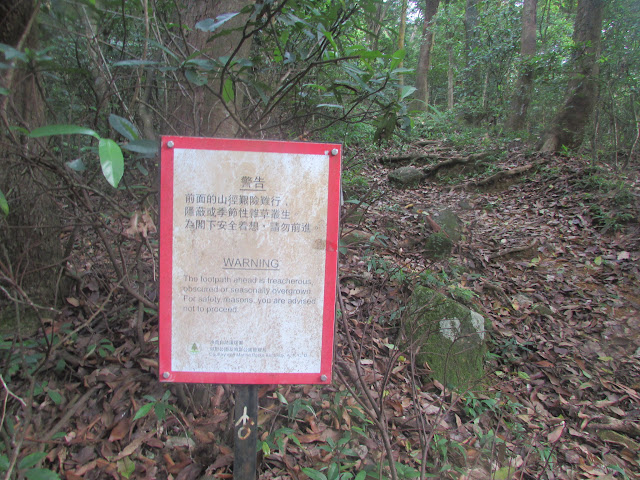 警告
前面的山徑艱險難行，
隱蔽或季節性雜草叢生，
為閣下安全着想，請勿前進。
WARNING
The footpath ahead is treacherous,
obscured or seasonally overgrown.
For safety reasons, you are advised
not to proceed.